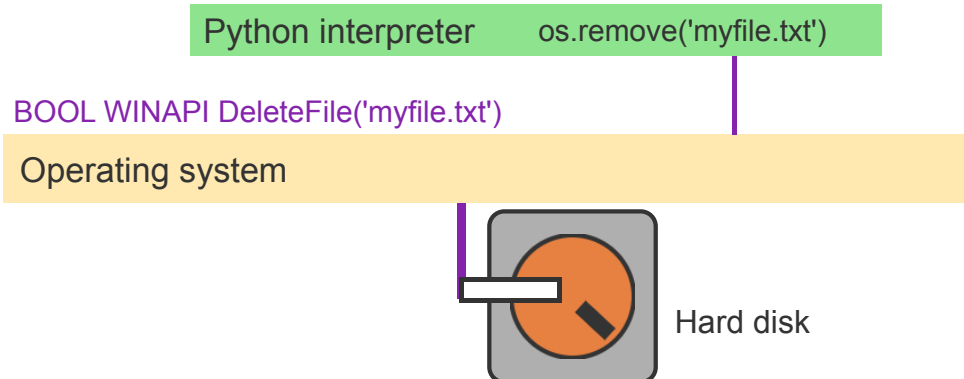 Python interpreter os.remove('myfile.txt')
BOOL WINAPI DeleteFile('myfile.txt')
Operating system
Hard disk